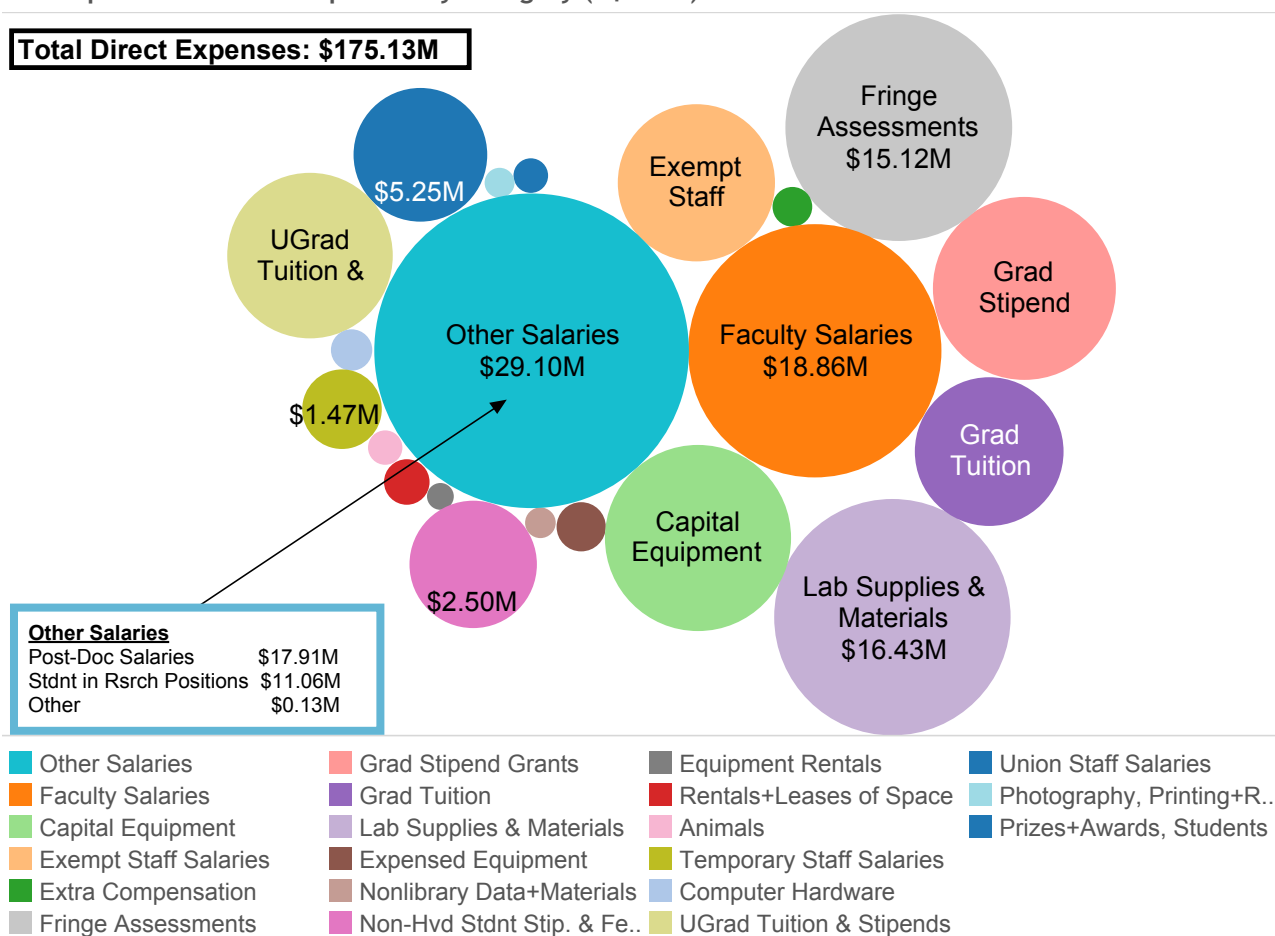 Total Direct Expenses: $175.13M
Fringe
Assessments
$15.12M
Exempt
Staff
$5.25M
UGrad
Tuition &
Grad
Stipend
Other Salaries
$29.10M
Faculty Salaries
$18.86M
$1.47M
Grad
Tuition
Capital
Equipment
Lab Supplies &
Materials
$16.43M
$2.50M
Other Salaries
Post-Doc Salaries $17.91M
Stdnt in Rsrch Positions $11.06M
Other $0.13M
Other Salaries
Faculty Salaries
Capital Equipment
Exempt Staff Salaries
Extra Compensation
Fringe Assessments
Grad Stipend Grants
Grad Tuition
Lab Supplies & Materials
Expensed Equipment
Nonlibrary Data+Materials
Non-Hvd Stdnt Stip. & Fe..
Equipment Rentals
Rentals+Leases of Space
Animals
Temporary Staff Salaries
Computer Hardware
UGrad Tuition & Stipends
Union Staff Salaries
Photography, Printing+R..
Prizes+Awards, Students